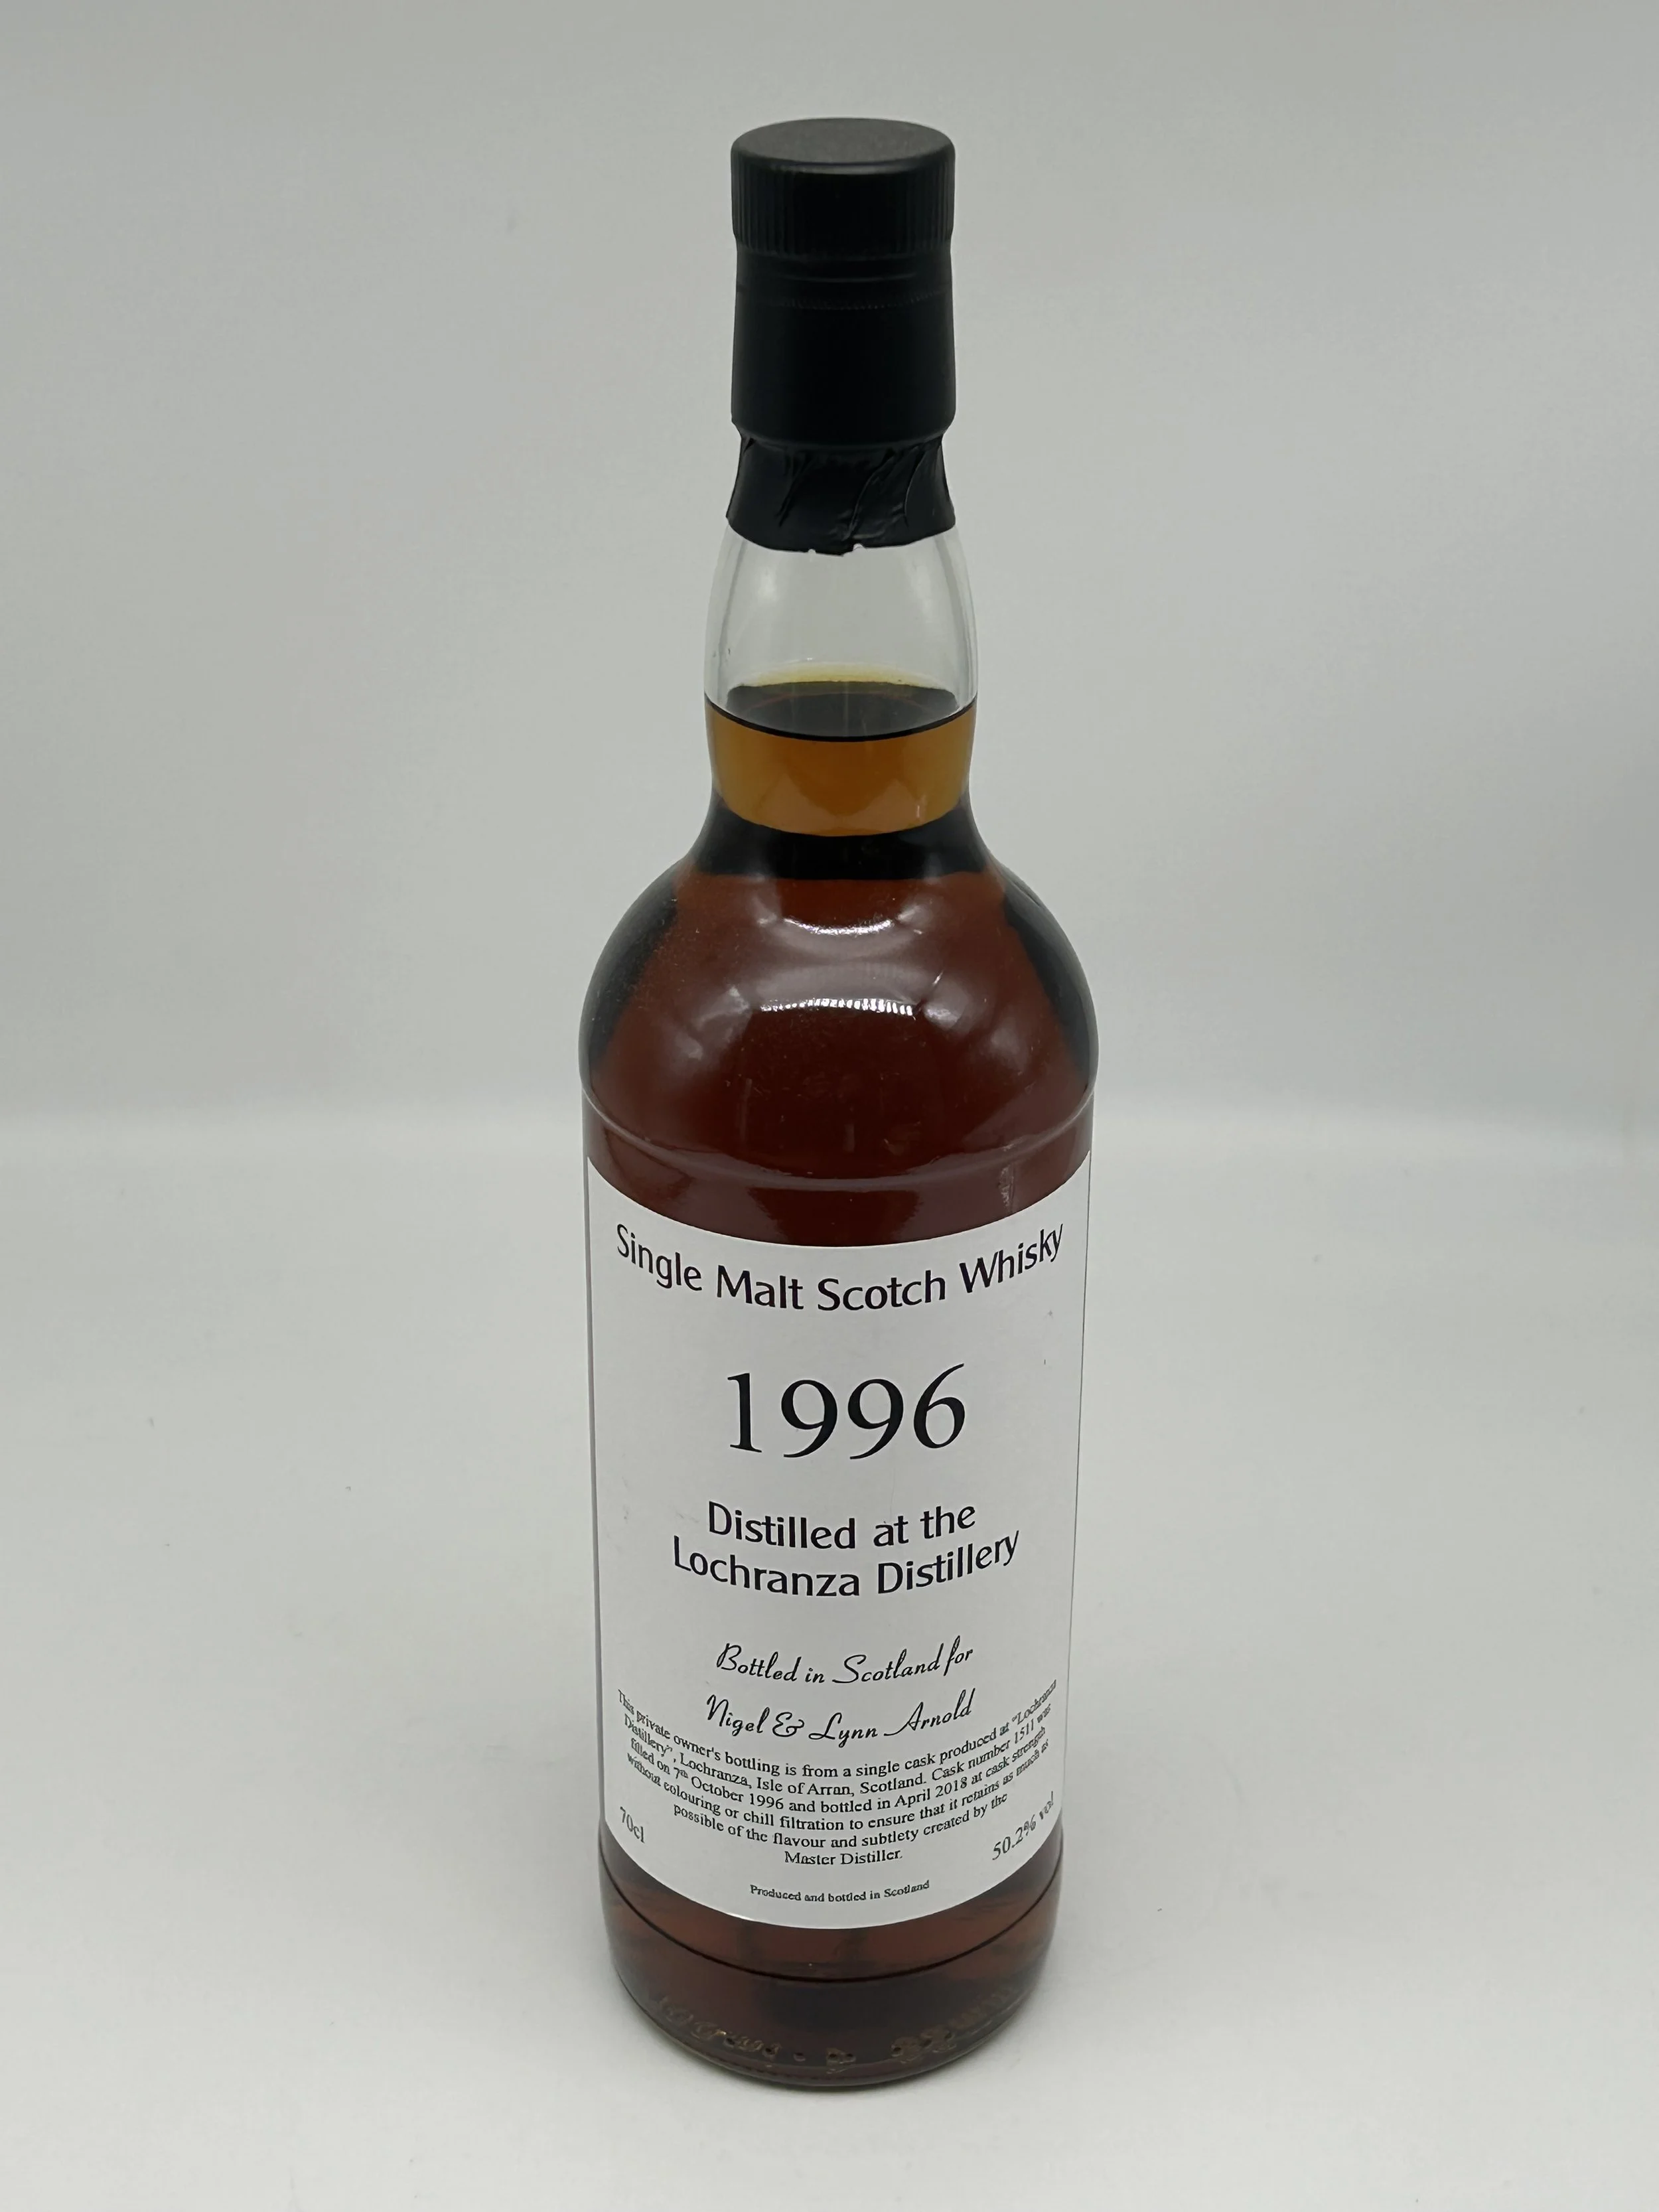 Single Malt Scotch Whisky
1996
Distilled at the
Lochranza Distillery
Bottled in Scotland for
Nigel & Lynn Arnold
This private owner's bottling is from a single cask produced at "Lochranza
Distillery", Lochranza, Isle of Arran, Scotland. Cask number 1511 was
filled on 7th October 1996 and bottled in April 2018 at cask strength
without colouring or chill filtration to ensure that it retains as much as
possible of the flavour and subtlety created by the
Master Distiller.
70cl
50.2% vol
Produced and bottled in Scotland